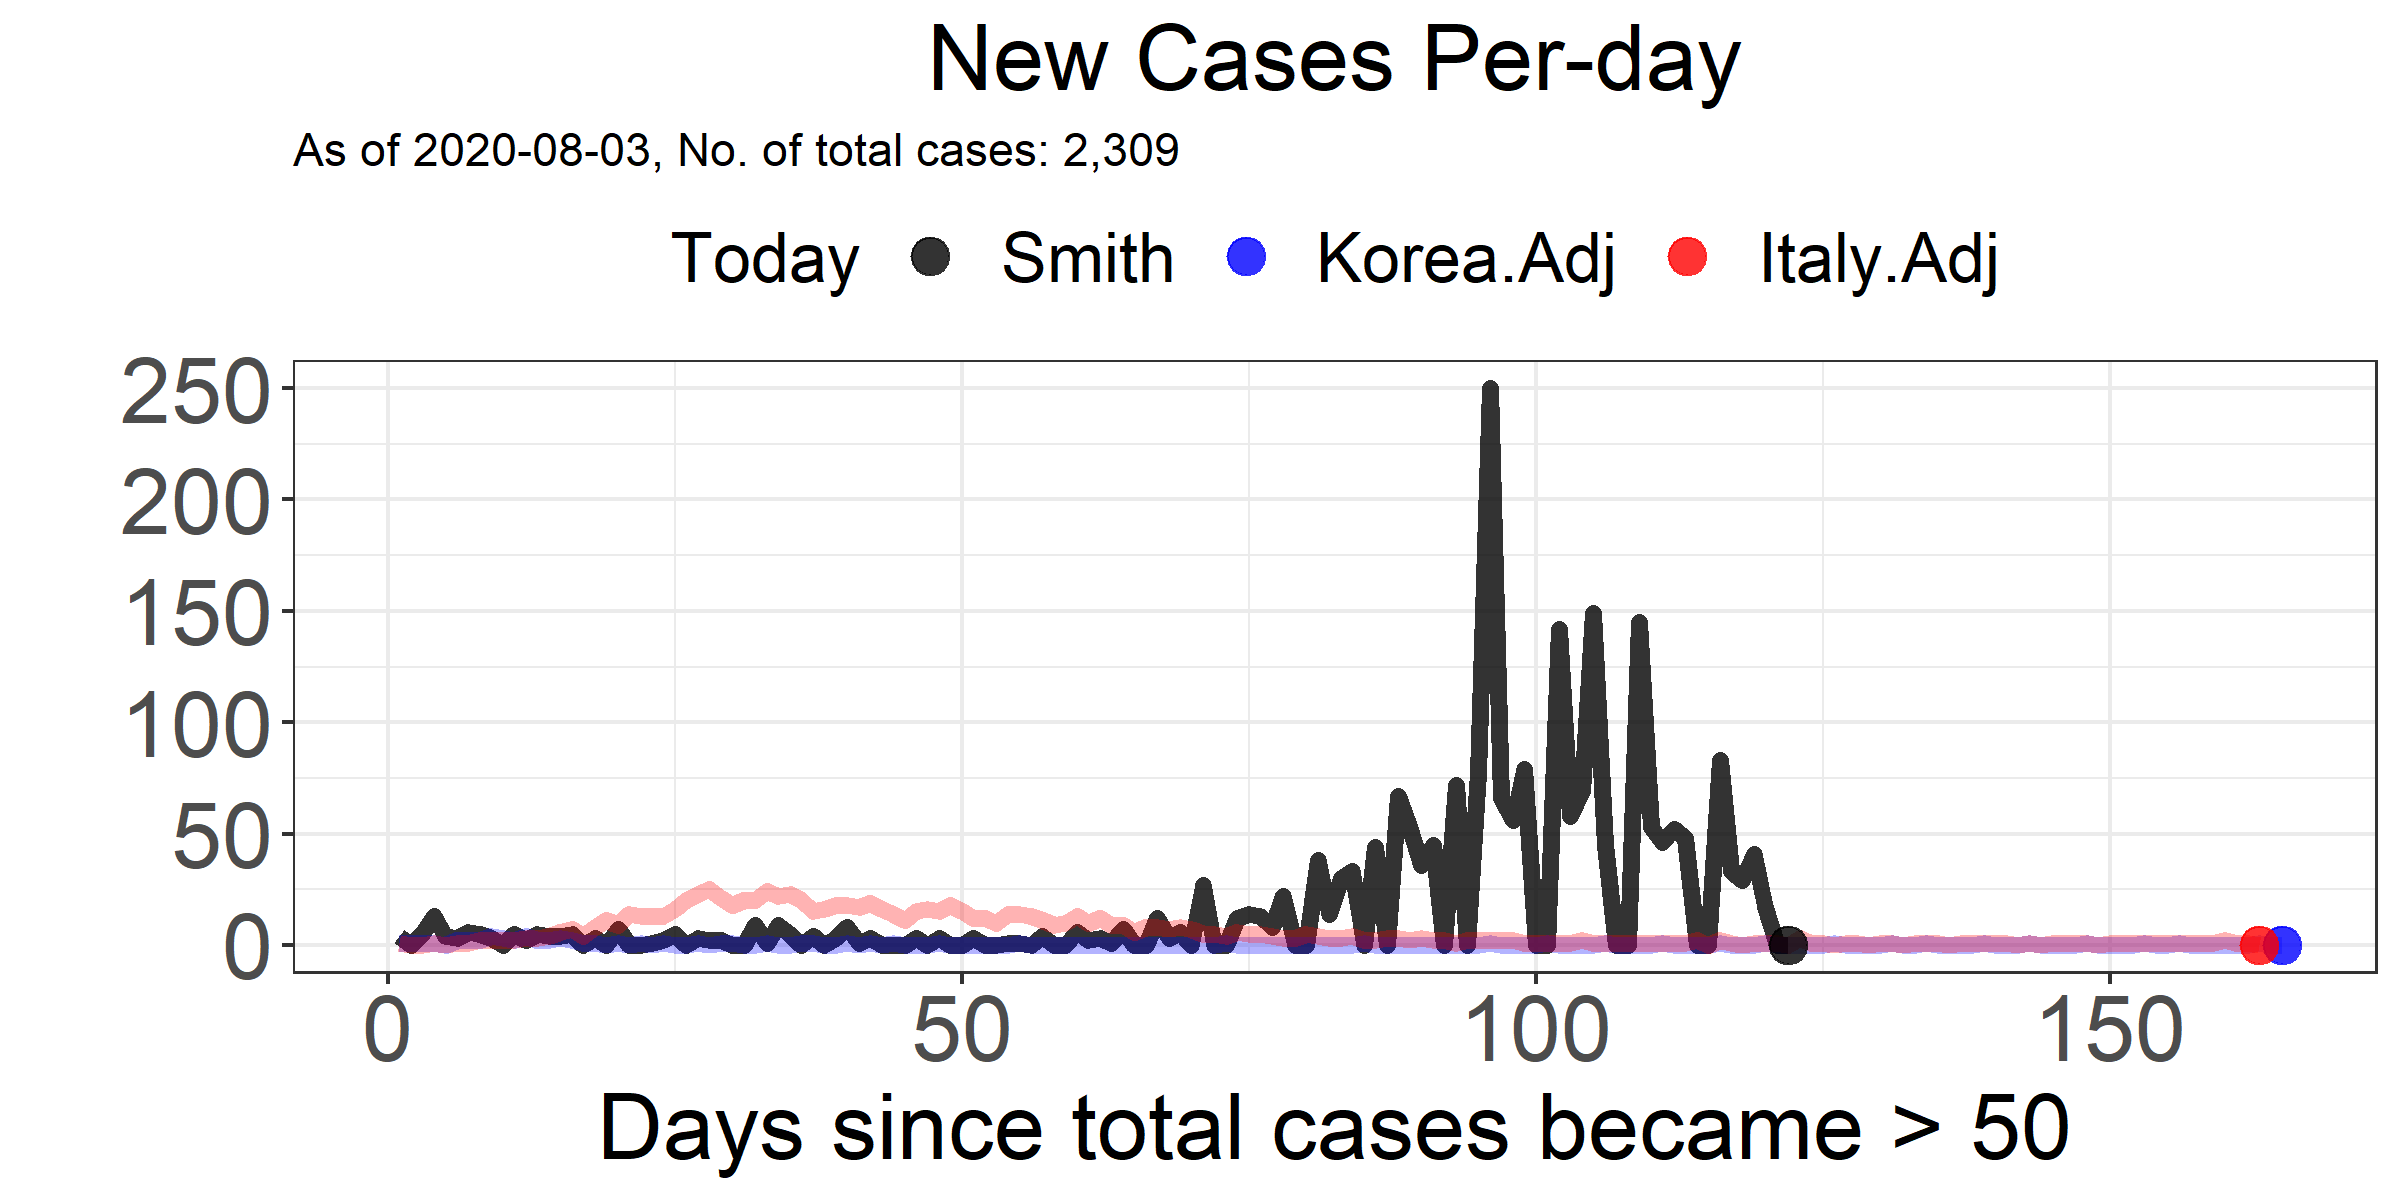 New Cases Per-day
As of 2020-08-03, No. of total cases: 2,309
Today Smith Korea.Adj Italy.Adj
250
200
150
100
50
0
0 50 100 150
Days since total cases became > 50